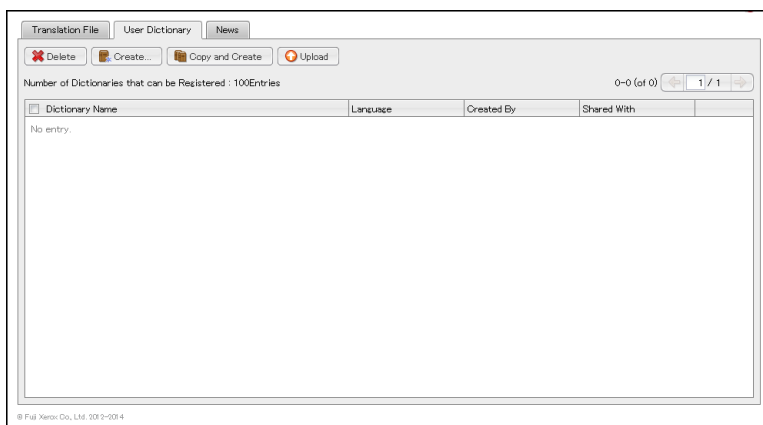 Translation File User Dictionary News
Delete Create... Copy and Create Upload
Number of Dictionaries that can be Registered : 100Entries 0-0 (of 0) 1 / 1
Dictionary Name Language Created By Shared With
No entry.
© Fuji Xerox Co., Ltd. 2012-2014